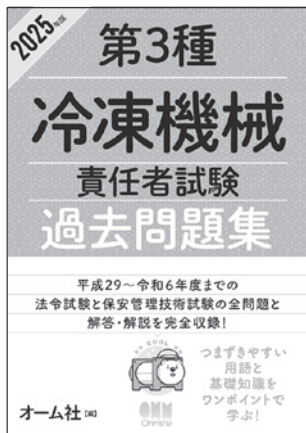 2025年版
第3種
冷凍機械
責任者試験
過去問題集
平成29～令和6年度までの
法令試験と保安管理技術試験の全問題と
解答・解説を完全収録！
つまずきやすい
用語と
基礎知識を
ワンポイントで
学ぶ！
オーム社[編]
Ohmsha